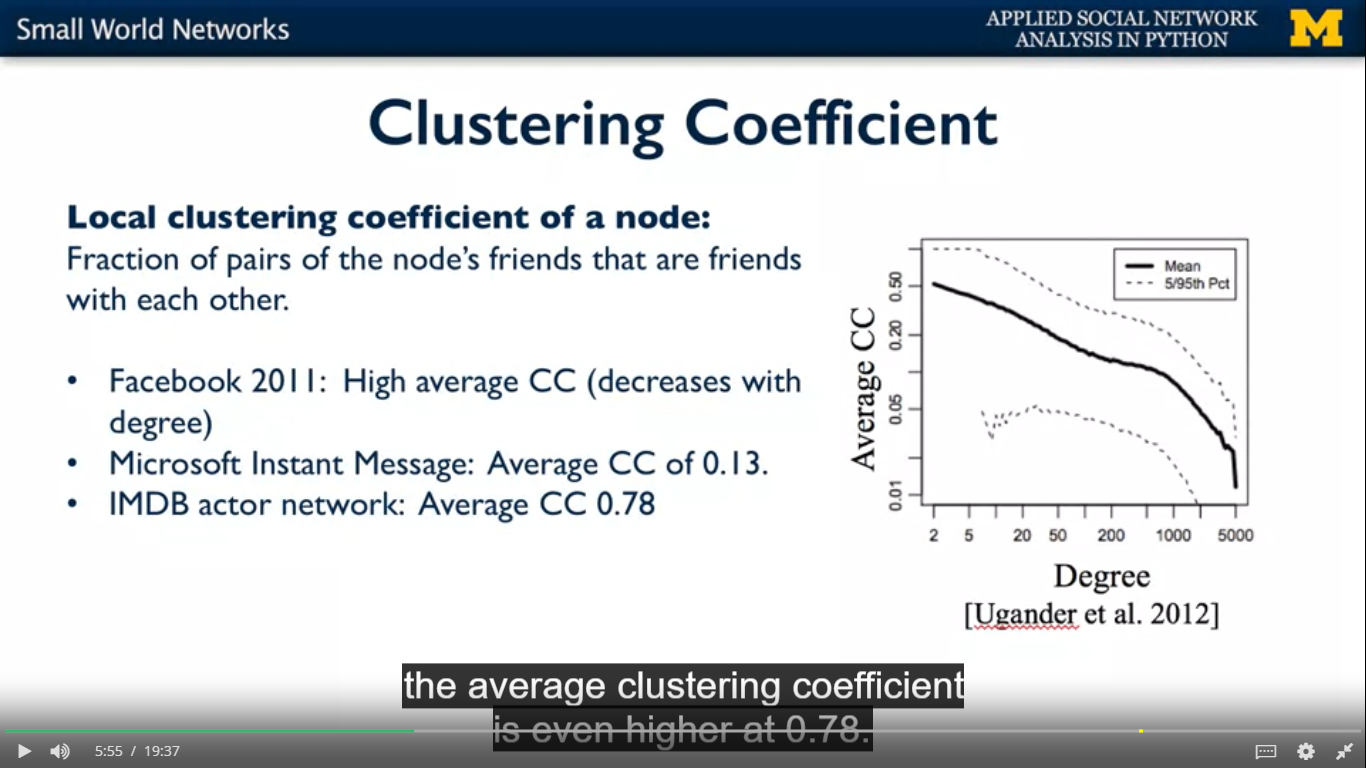 Small World Networks
APPLIED SOCIAL NETWORK
ANALYSIS IN PYTHON
M
Clustering Coefficient
Local clustering coefficient of a node:
Fraction of pairs of the node's friends that are friends
with each other.
• Facebook 2011: High average CC (decreases with
degree)
• Microsoft Instant Message: Average CC of 0.13.
• IMDB actor network: Average CC 0.78
Mean
5/95th Pct
Average CC
0.50
0.20
0.05
0.01
2 5 20 50 200 1000 5000
Degree
[Ugander et al. 2012]
the average clustering coefficient
is even higher at 0.78.
5:55 / 19:37